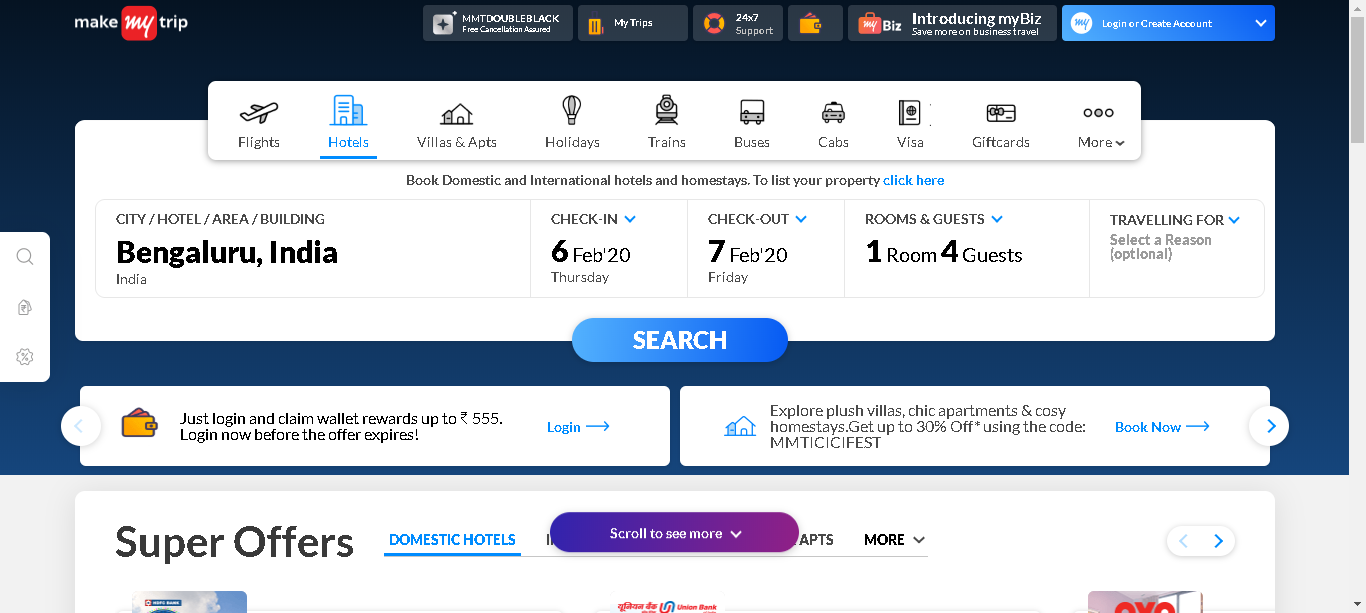 make my trip
MMTDOUBLEBLACK
Free Cancellation Assured
My Trips
24x7
Support
my Biz
Introducing myBiz
Save more on business travel
my
Login or Create Account
Flights
Hotels
Villas & Apts
Holidays
Trains
Buses
Cabs
Visa
Giftcards
More
Book Domestic and International hotels and homestays. To list your property click here
CITY / HOTEL / AREA / BUILDING
Bengaluru, India
India
CHECK-IN
6 Feb'20
Thursday
CHECK-OUT
7 Feb'20
Friday
ROOMS & GUESTS
1 Room 4 Guests
TRAVELLING FOR
Select a Reason
(optional)
SEARCH
Just login and claim wallet rewards up to ₹ 555.
Login now before the offer expires!
Login
Explore plush villas, chic apartments & cosy
homestays.Get up to 30% Off* using the code:
MMTICICIFEST
Book Now
Super Offers
DOMESTIC HOTELS
Scroll to see more
APTS
MORE
HDFC BANK
यूनियन बैंक
Union Bank
OYO